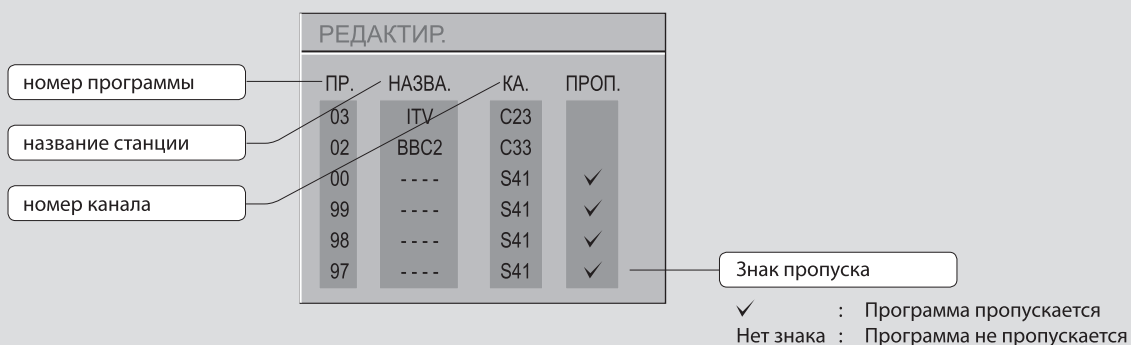 РЕДАКТИР.
номер программы
название станции
номер канала
ПР. НАЗВА. КА. ПРОП.
03 ITV C23
02 BBC2 C33
00 - - - - S41 ✓
99 - - - - S41 ✓
98 - - - - S41 ✓
97 - - - - S41 ✓
Знак пропуска
✓ : Программа пропускается
Нет знака : Программа не пропускается